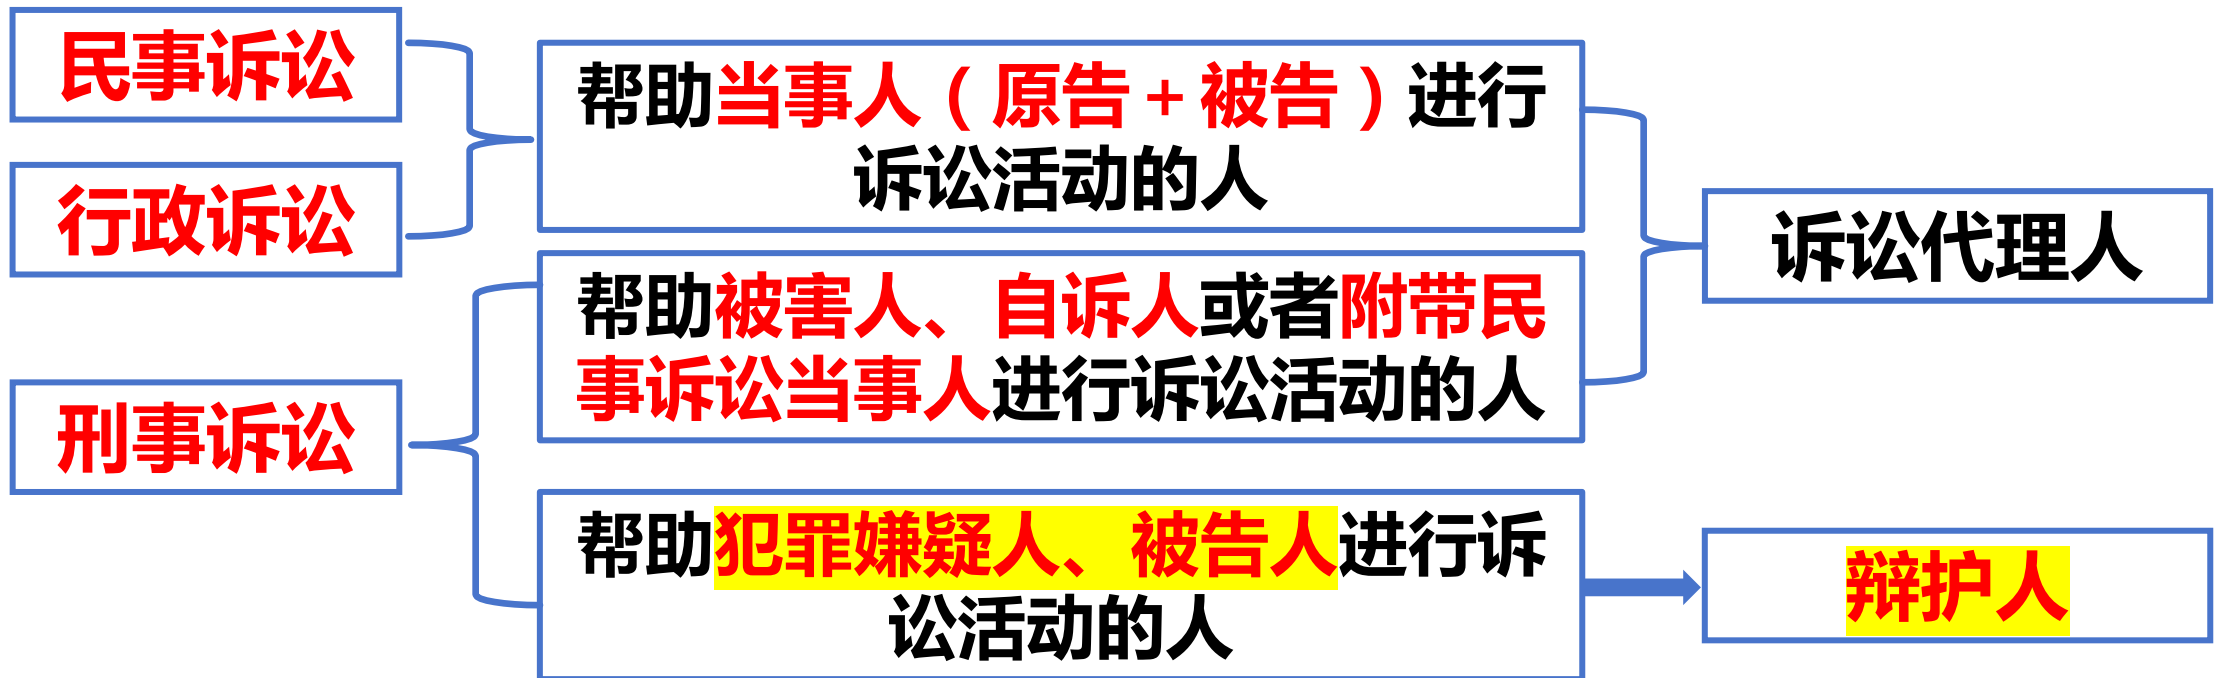 民事诉讼
行政诉讼
刑事诉讼
帮助当事人（原告+被告）进行
诉讼活动的人
帮助被害人、自诉人或者附带民
事诉讼当事人进行诉讼活动的人
帮助犯罪嫌疑人、被告人进行诉
讼活动的人
诉讼代理人
辩护人